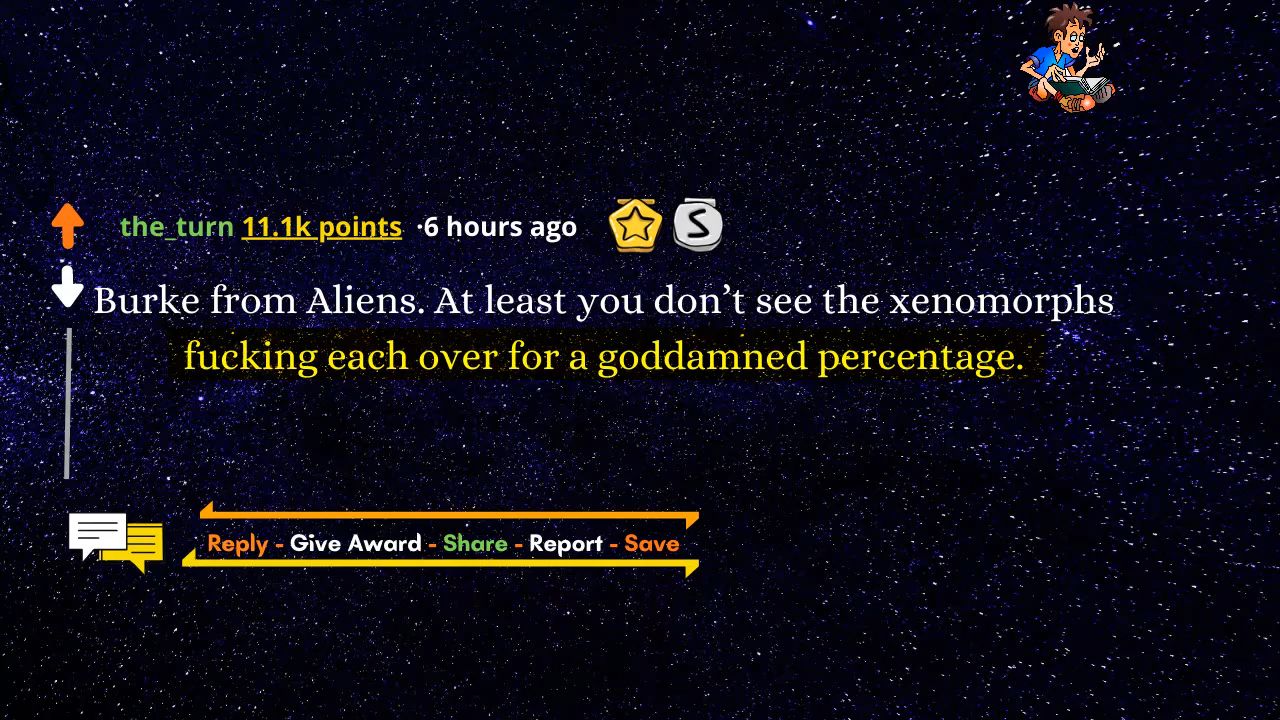 the_turn 11.1k points ·6 hours ago
S
Burke from Aliens. At least you don’t see the xenomorphs
fucking each over for a goddamned percentage.
Reply - Give Award - Share - Report - Save